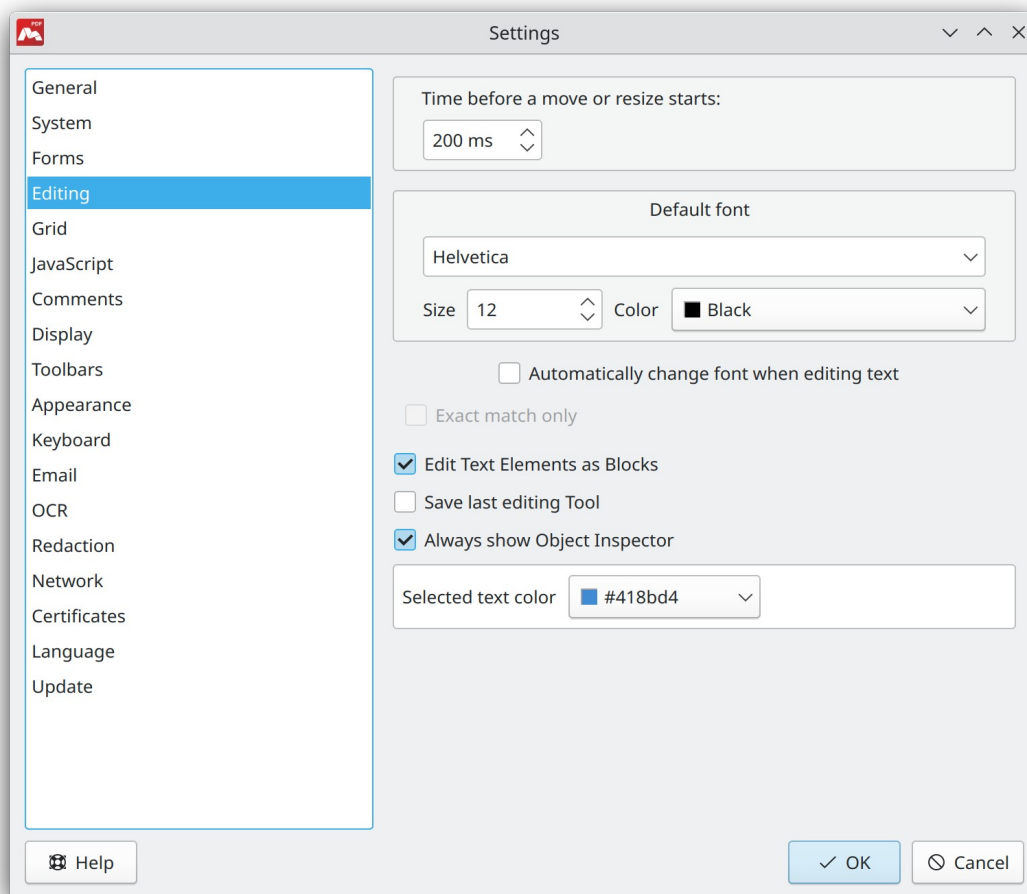 PDF
Settings
General
System
Forms
Editing
Grid
JavaScript
Comments
Display
Toolbars
Appearance
Keyboard
Email
OCR
Redaction
Network
Certificates
Language
Update
Time before a move or resize starts:
200 ms
Default font
Helvetica
Size 12 Color Black
Automatically change font when editing text
Exact match only
Edit Text Elements as Blocks
Save last editing Tool
Always show Object Inspector
Selected text color #418bd4
Help OK Cancel